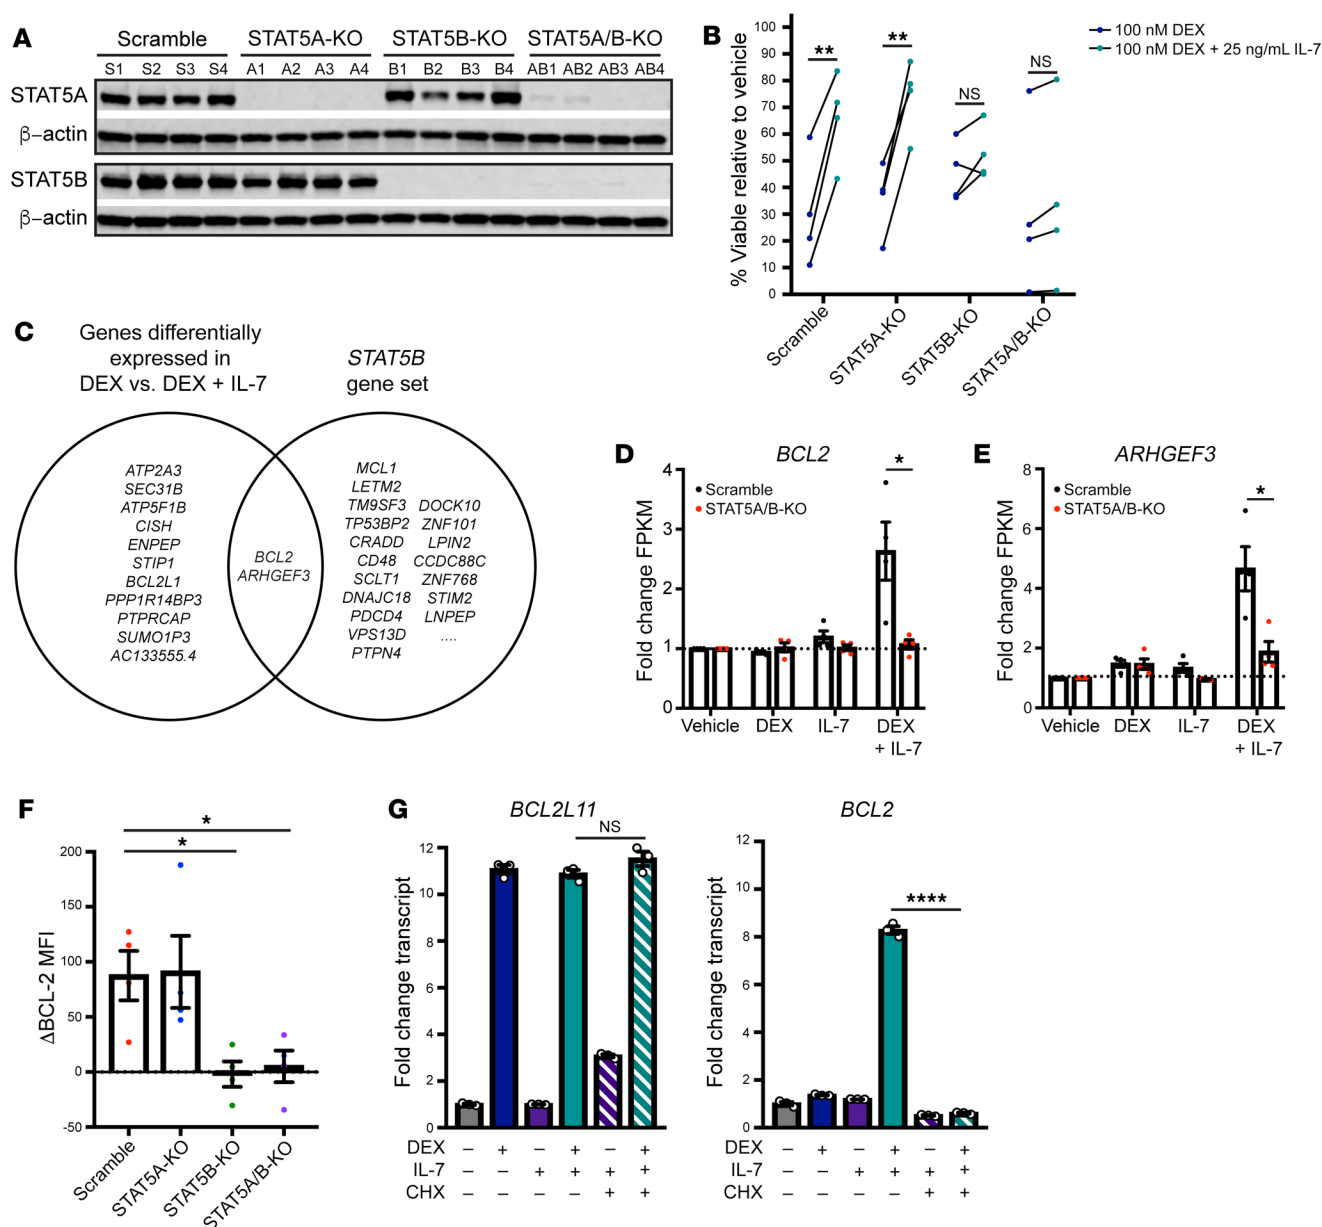 A
Scramble STAT5A-KO STAT5B-KO STAT5A/B-KO
S1 S2 S3 S4 A1 A2 A3 A4 B1 B2 B3 B4 AB1 AB2 AB3 AB4
STAT5A
β–actin
STAT5B
β–actin
B
% Viable relative to vehicle
100
90
80
70
60
50
40
30
20
10
0
** ** NS NS
Scramble
STAT5A-KO
STAT5B-KO
STAT5A/B-KO
100 nM DEX
100 nM DEX + 25 ng/mL IL-7
C
Genes differentially
expressed in
DEX vs. DEX + IL-7
STAT5B
gene set
ATP2A3
SEC31B
ATP5F1B
CISH
ENPEP
STIP1
BCL2L1
PPP1R14BP3
PTPRCAP
SUMO1P3
AC133555.4
BCL2
ARHGEF3
MCL1
LETM2
TM9SF3
TP53BP2
CRADD
CD48
SCLT1
DNAJC18
PDCD4
VPS13D
PTPN4
DOCK10
ZNF101
LPIN2
CCDC88C
ZNF768
STIM2
LNPEP
....
D
BCL2
Fold change FPKM
4
3
2
1
0
Scramble
STAT5A/B-KO
*
Vehicle DEX IL-7 DEX
+ IL-7
E
ARHGEF3
Fold change FPKM
8
6
4
2
0
Scramble
STAT5A/B-KO
*
Vehicle DEX IL-7 DEX
+ IL-7
F
ΔBCL-2 MFI
200
150
100
50
0
-50
*
*
Scramble
STAT5A-KO
STAT5B-KO
STAT5A/B-KO
G
BCL2L11
Fold change transcript
12
10
8
6
4
2
0
NS
DEX – + – + – +
IL-7 – – + + + +
CHX – – – – + +
BCL2
Fold change transcript
12
10
8
6
4
2
0
****
DEX – + – + – +
IL-7 – – + + + +
CHX – – – – + +